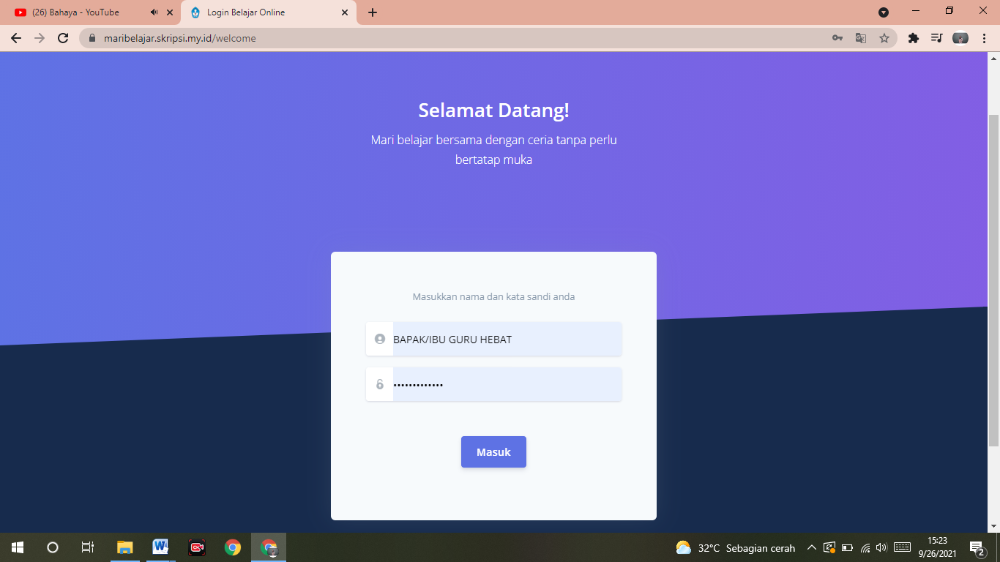 (26) Bahaya - YouTube
Login Belajar Online
maribelajar.skripsi.my.id/welcome
Selamat Datang!
Mari belajar bersama dengan ceria tanpa perlu
bertatap muka
Masukkan nama dan kata sandi anda
BAPAK/IBU GURU HEBAT
•••••••••••••
Masuk
32°C Sebagian cerah
15:23
9/26/2021
2